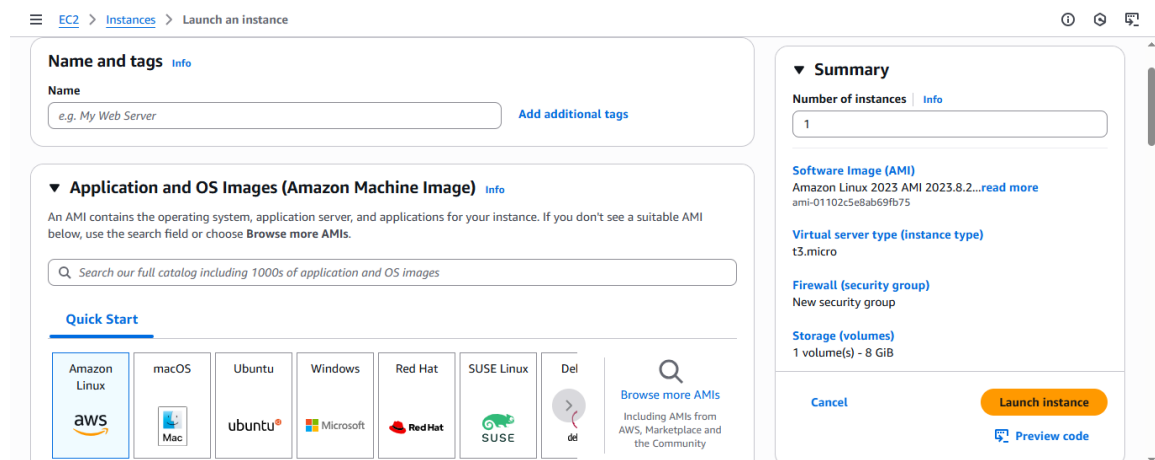 EC2 > Instances > Launch an instance
Name and tags Info
Name
e.g. My Web Server
Add additional tags
Application and OS Images (Amazon Machine Image) Info
An AMI contains the operating system, application server, and applications for your instance. If you don't see a suitable AMI
below, use the search field or choose Browse more AMIs.
Search our full catalog including 1000s of application and OS images
Quick Start
Amazon
Linux
aws
macOS
Mac
Ubuntu
ubuntu
Windows
Microsoft
Red Hat
Red Hat
SUSE Linux
SUSE
Del
del
Browse more AMIs
Including AMIs from
AWS, Marketplace and
the Community
Summary
Number of instances Info
1
Software Image (AMI)
Amazon Linux 2023 AMI 2023.8.2...read more
ami-01102c5e8ab69fb75
Virtual server type (instance type)
t3.micro
Firewall (security group)
New security group
Storage (volumes)
1 volume(s) - 8 GiB
Cancel
Launch instance
Preview code